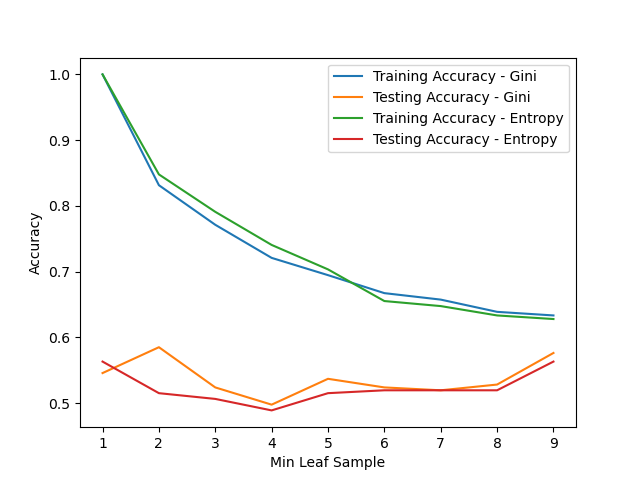 Training Accuracy - Gini
Testing Accuracy - Gini
Training Accuracy - Entropy
Testing Accuracy - Entropy
1.0
0.9
0.8
0.7
0.6
0.5
Accuracy
1 2 3 4 5 6 7 8 9
Min Leaf Sample